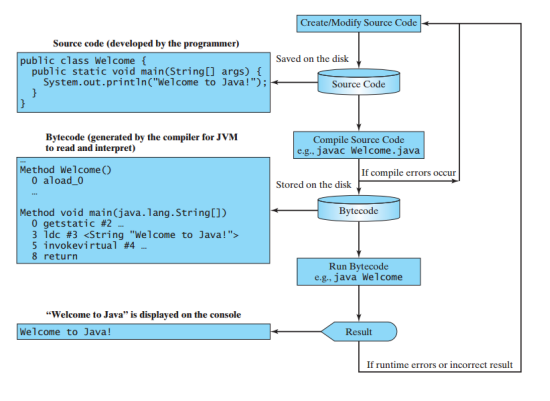 Create/Modify Source Code
Source code (developed by the programmer)
public class Welcome {
  public static void main(String[] args) {
    System.out.println("Welcome to Java!");
  }
}
Saved on the disk
Source Code
Compile Source Code
e.g., javac Welcome.java
If compile errors occur
Bytecode (generated by the compiler for JVM
to read and interpret)
…
Method Welcome()
  0 aload_0
  …
Method void main(java.lang.String[])
  0 getstatic #2 …
  3 ldc #3 <String "Welcome to Java!">
  5 invokevirtual #4 …
  8 return
Stored on the disk
Bytecode
Run Bytecode
e.g., java Welcome
“Welcome to Java” is displayed on the console
Welcome to Java!
Result
If runtime errors or incorrect result